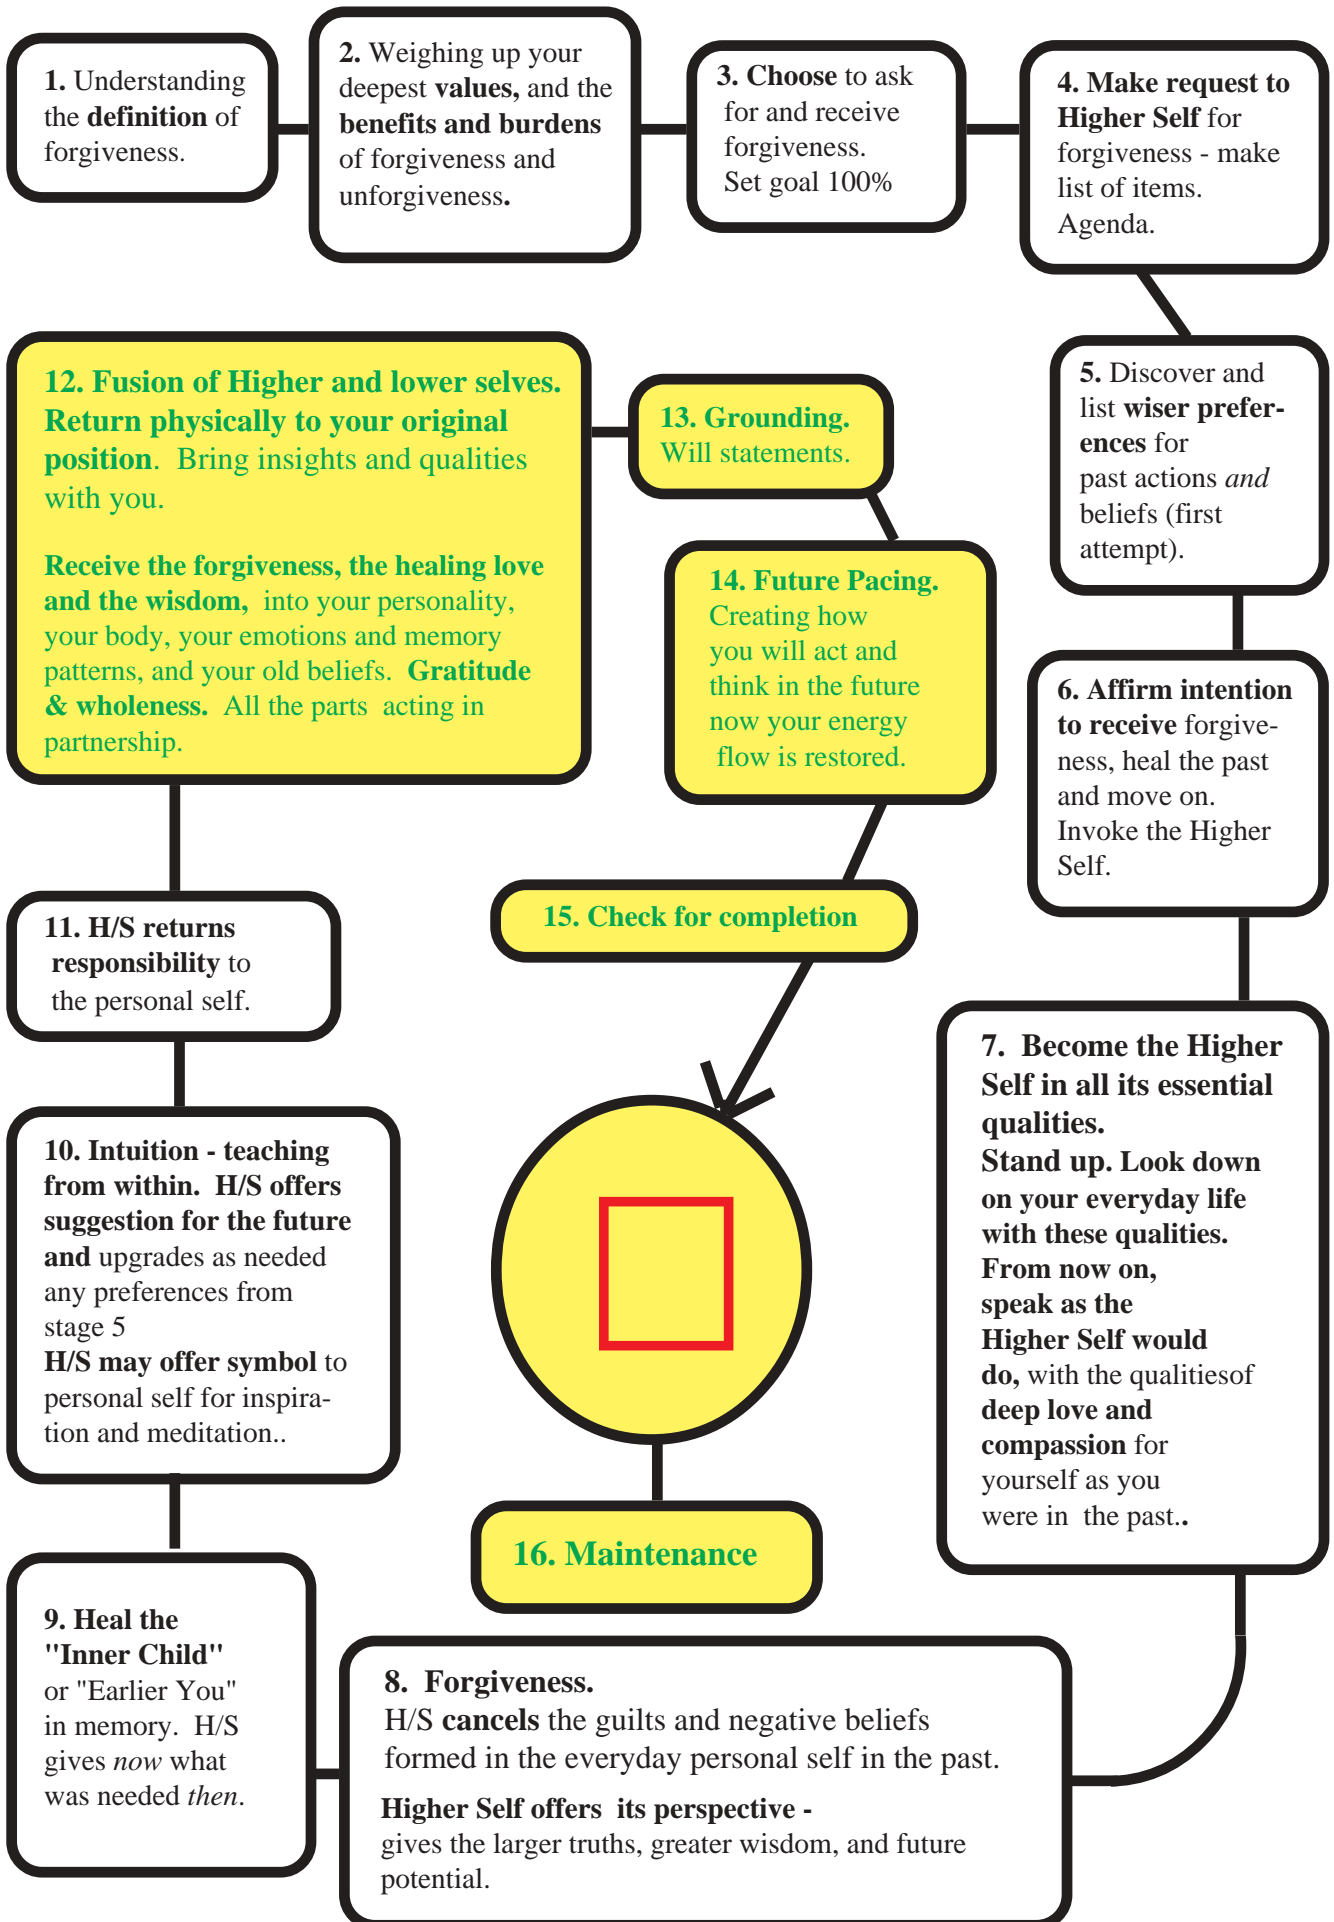 1. Understanding
the definition of
forgiveness.
2. Weighing up your
deepest values, and the
benefits and burdens
of forgiveness and
unforgiveness.
3. Choose to ask
for and receive
forgiveness.
Set goal 100%
4. Make request to
Higher Self for
forgiveness - make
list of items.
Agenda.
5. Discover and
list wiser prefer-
ences for
past actions and
beliefs (first
attempt).
6. Affirm intention
to receive forgive-
ness, heal the past
and move on.
Invoke the Higher
Self.
7. Become the Higher
Self in all its essential
qualities.
Stand up. Look down
on your everyday life
with these qualities.
From now on,
speak as the
Higher Self would
do, with the qualitiesof
deep love and
compassion for
yourself as you
were in the past..
8. Forgiveness.
H/S cancels the guilts and negative beliefs
formed in the everyday personal self in the past.
Higher Self offers its perspective -
gives the larger truths, greater wisdom, and future
potential.
9. Heal the
"Inner Child"
or "Earlier You"
in memory. H/S
gives now what
was needed then.
10. Intuition - teaching
from within. H/S offers
suggestion for the future
and upgrades as needed
any preferences from
stage 5
H/S may offer symbol to
personal self for inspira-
tion and meditation..
11. H/S returns
responsibility to
the personal self.
12. Fusion of Higher and lower selves.
Return physically to your original
position. Bring insights and qualities
with you.
Receive the forgiveness, the healing love
and the wisdom, into your personality,
your body, your emotions and memory
patterns, and your old beliefs. Gratitude
& wholeness. All the parts acting in
partnership.
13. Grounding.
Will statements.
14. Future Pacing.
Creating how
you will act and
think in the future
now your energy
flow is restored.
15. Check for completion
16. Maintenance